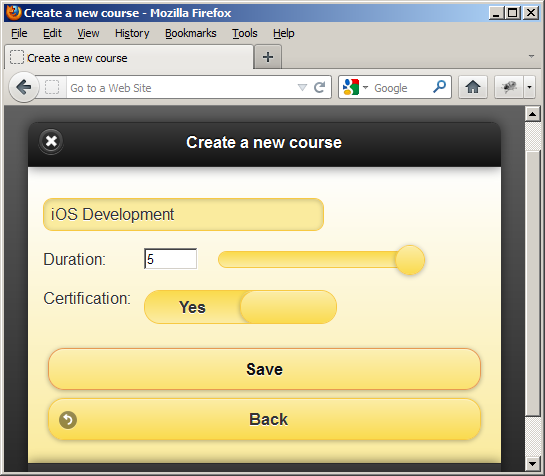 Create a new course - Mozilla Firefox
File Edit View History Bookmarks Tools Help
Create a new course
Go to a Web Site Google
Create a new course
iOS Development
Duration: 5
Certification: Yes
Save
Back